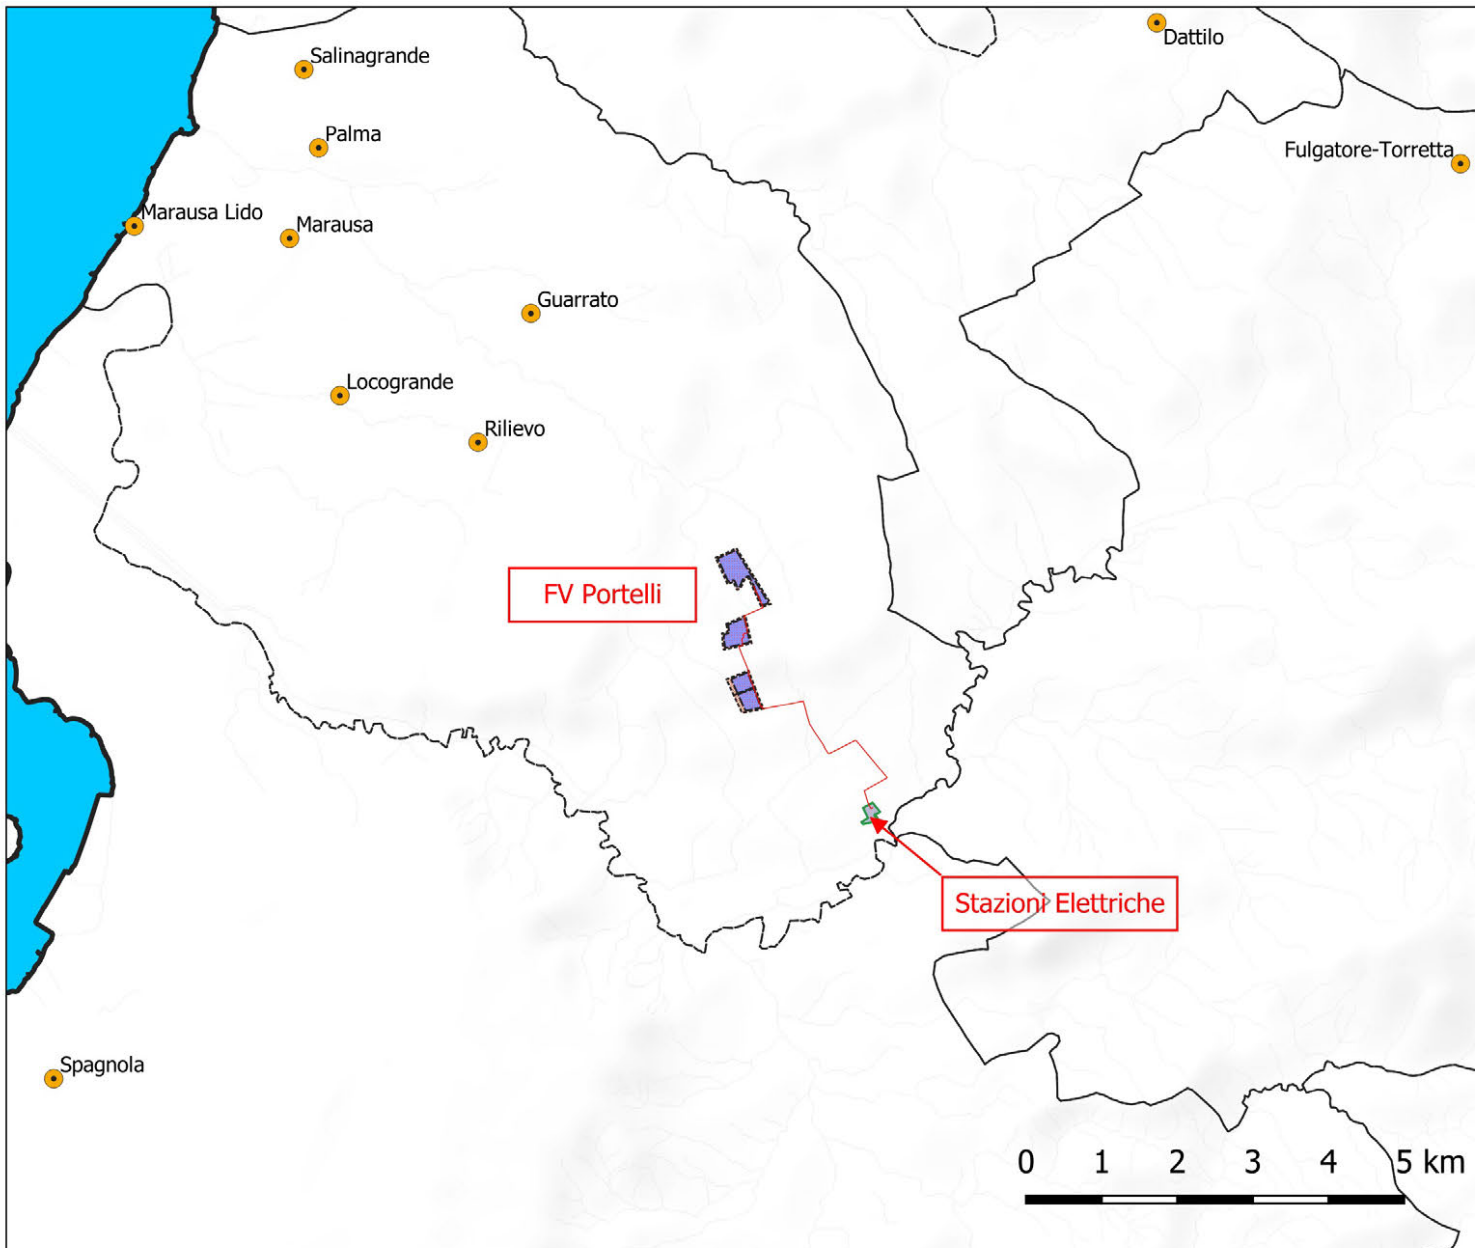 Dattilo
Salinagrande
Palma
Fulgatore-Torretta
Marausa Lido
Marausa
Guarrato
Locogrande
Rilievo
FV Portelli
Stazioni Elettriche
Spagnola
0 1 2 3 4 5 km